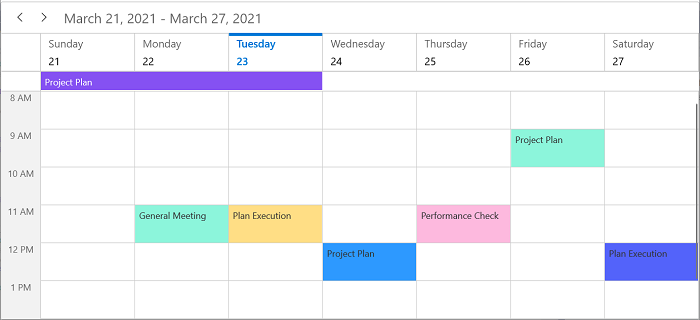 March 21, 2021 - March 27, 2021
Sunday Monday Tuesday Wednesday Thursday Friday Saturday
21 22 23 24 25 26 27
Project Plan
8 AM
9 AM Project Plan
10 AM
11 AM General Meeting Plan Execution Performance Check
12 PM Project Plan Plan Execution
1 PM